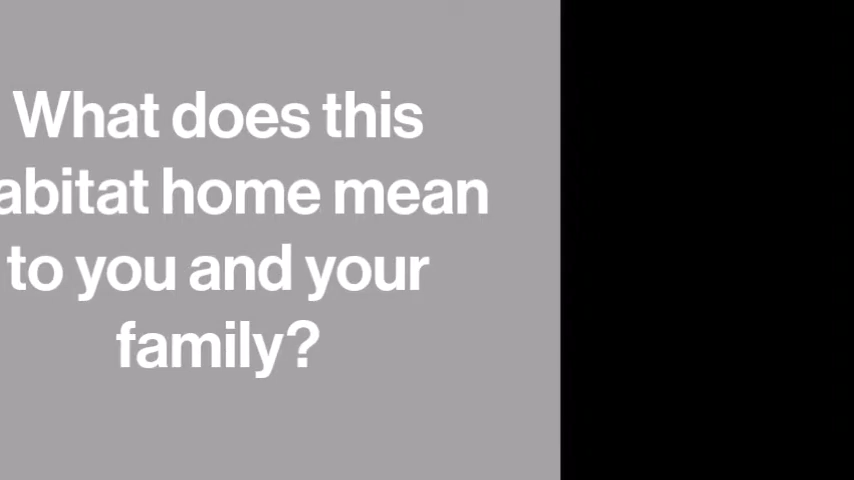 What does this
abitat home mean
to you and your
family?